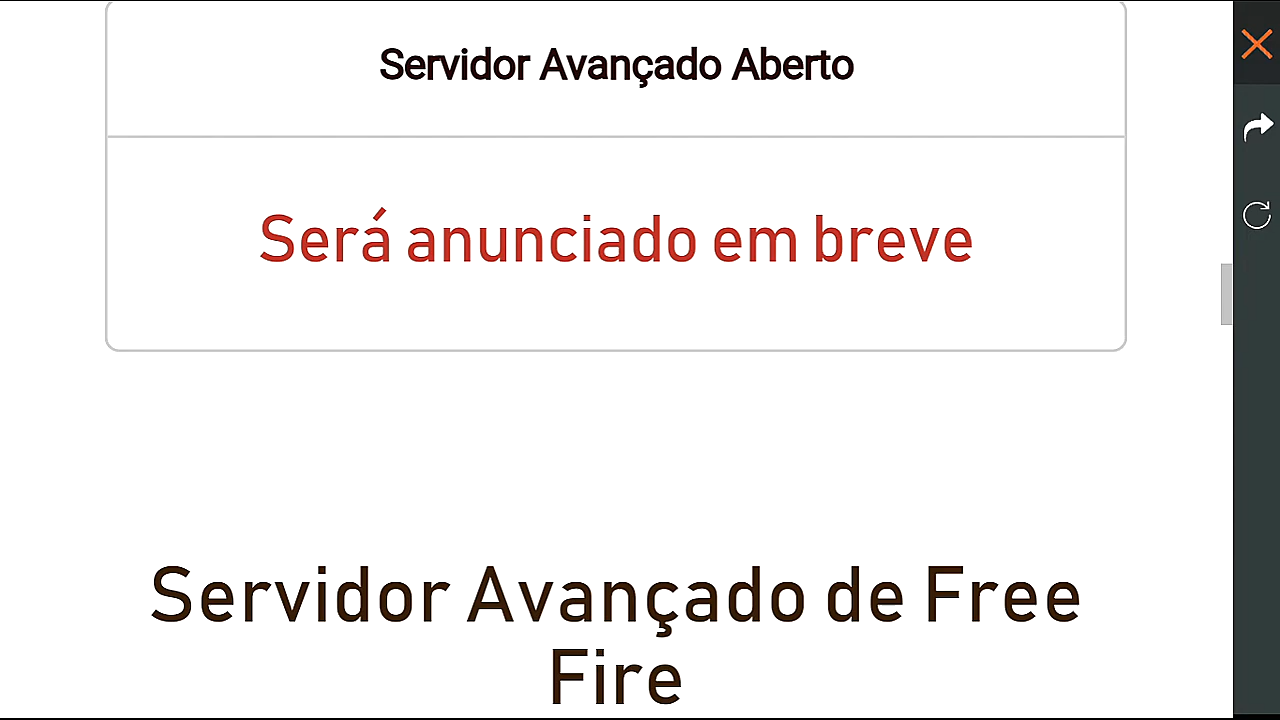 Servidor Avançado Aberto
Será anunciado em breve
Servidor Avançado de Free
Fire